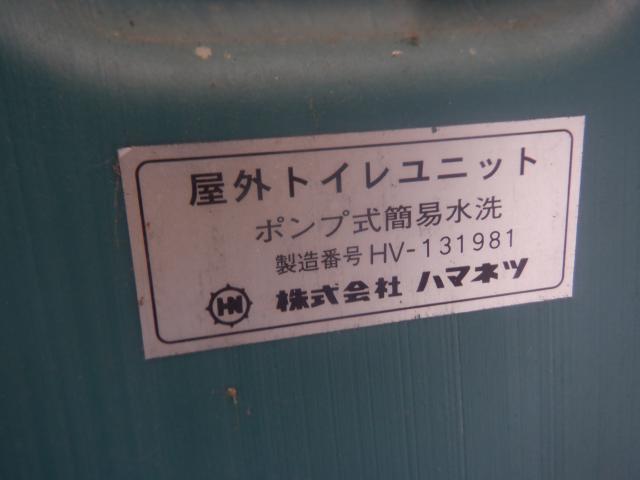 屋外トイレユニット
ポンプ式簡易水洗
製造番号 HV-131981
HN 株式会社 ハマネツ